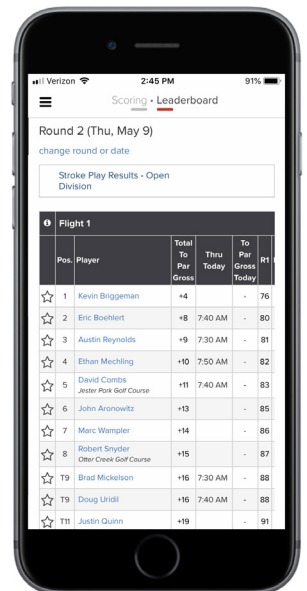 Verizon 2:45 PM 91%
Scoring - Leaderboard
Round 2 (Thu, May 9)
change round or date
Stroke Play Results - Open
Division
Flight 1
Pos. Player Total To Par Gross Thru Today To Par Gross Today R1
1 Kevin Briggeman +4 - 76
2 Eric Boehlert +8 7:40 AM - 80
3 Austin Reynolds +9 7:30 AM - 81
4 Ethan Mechling +10 7:50 AM - 82
5 David Combs +11 7:40 AM - 83
Jester Park Golf Course
6 John Aronowitz +13 - 85
7 Marc Wampler +14 - 86
8 Robert Snyder +15 - 87
Otter Creek Golf Course
T9 Brad Mickelson +16 7:30 AM - 88
T9 Doug Uridil +16 7:40 AM - 88
T11 Justin Quinn +19 - 91